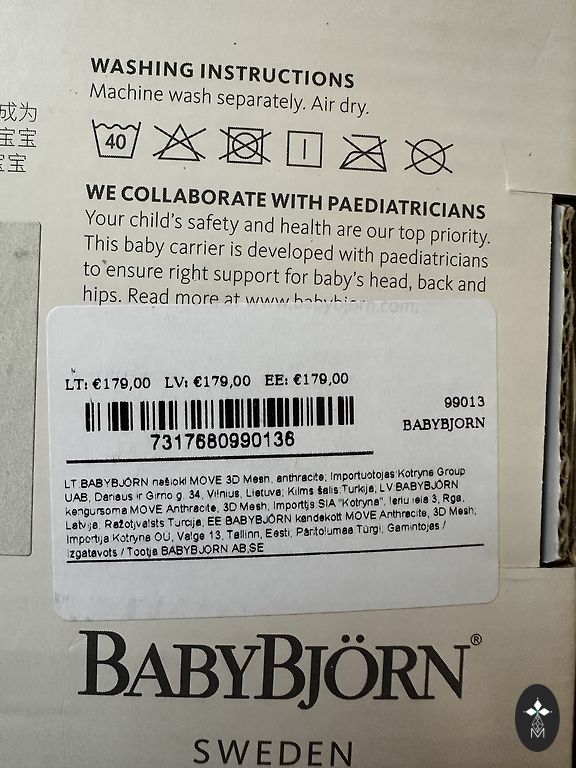 WASHING INSTRUCTIONS
Machine wash separately. Air dry.
成为
宝宝
宝
40
WE COLLABORATE WITH PAEDIATRICIANS
Your child's safety and health are our top priority.
This baby carrier is developed with paediatricians
to ensure right support for baby's head, back and
hips. Read more at www.babybjorn.com.
LT: €179,00 LV: €179,00 EE: €179,00
7317680990136
99013
BABYBJORN
LT BABYBJÖRN nešioklė MOVE 3D Mesh, anthracite; Importuotojas Kotryna Group
UAB, Dariaus ir Girėno g. 34, Vilnius, Lietuva; Kilmės šalis Turkija; LV BABYBJÖRN
ķengursoma MOVE Anthracite, 3D Mesh, Importētājs SIA "Kotryna", 3, Rīga,
Latvija, Ražotājvalsts Turcija, EE BABYBJÖRN kandekott MOVE Anthracite, 3D Mesh;
Importija Kotryna OÜ, Valge 13, Tallinn, Eesti; Päritolumaa Türgi; Gamintojas /
Izgatavots / Tootja BABYBJÖRN AB,SE
BABYBJÖRN®
SWEDEN
M